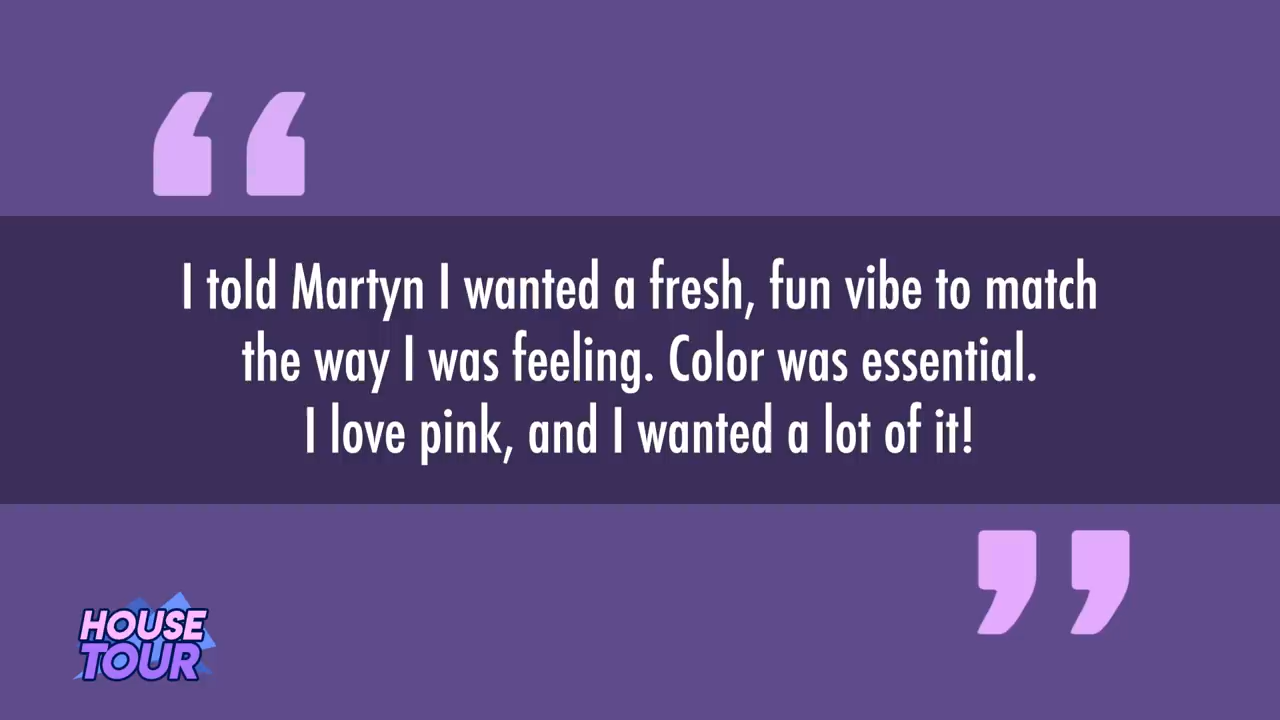 I told Martyn I wanted a fresh, fun vibe to match
the way I was feeling. Color was essential.
I love pink, and I wanted a lot of it!
HOUSE
TOUR